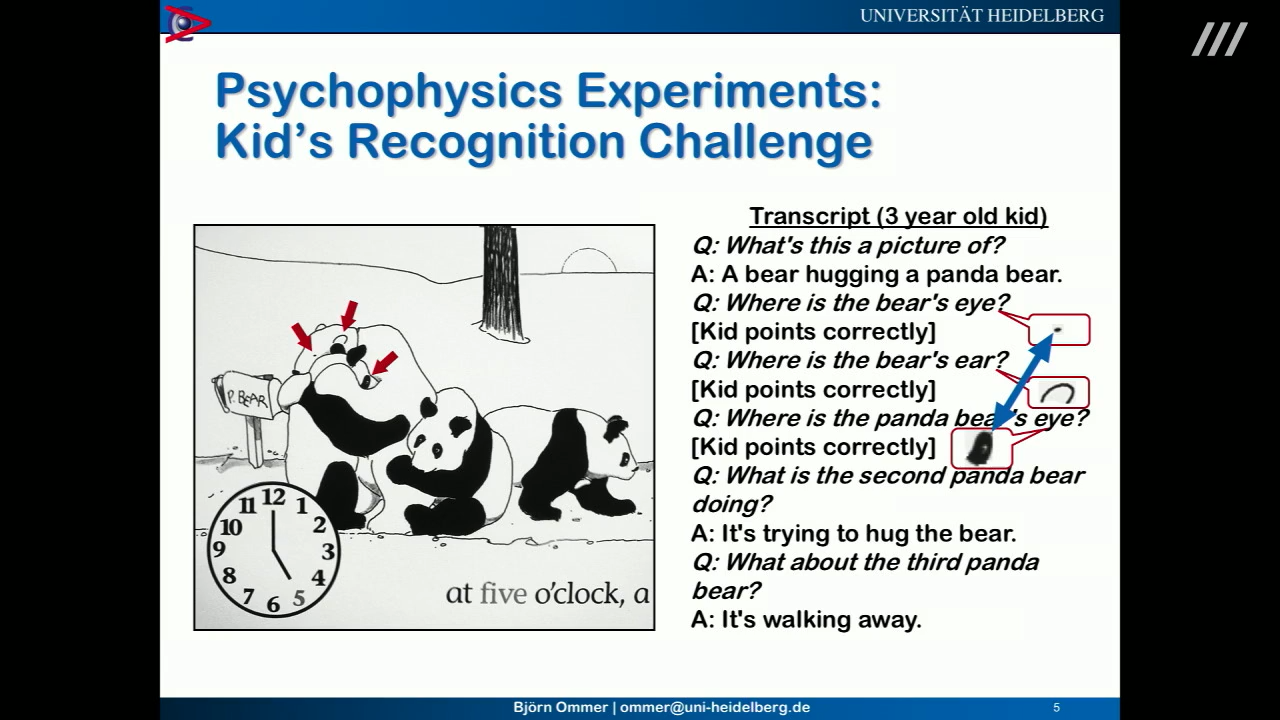 UNIVERSITÄT HEIDELBERG
Psychophysics Experiments:
Kid's Recognition Challenge
P. BEAR
11 12 1
10 2
9 3
8 4
7 6 5
at five o'clock, a
Transcript (3 year old kid)
Q: What's this a picture of?
A: A bear hugging a panda bear.
Q: Where is the bear's eye?
[Kid points correctly]
Q: Where is the bear's ear?
[Kid points correctly]
Q: Where is the panda bear's eye?
[Kid points correctly]
Q: What is the second panda bear
doing?
A: It's trying to hug the bear.
Q: What about the third panda
bear?
A: It's walking away.
Björn Ommer | ommer@uni-heidelberg.de
5